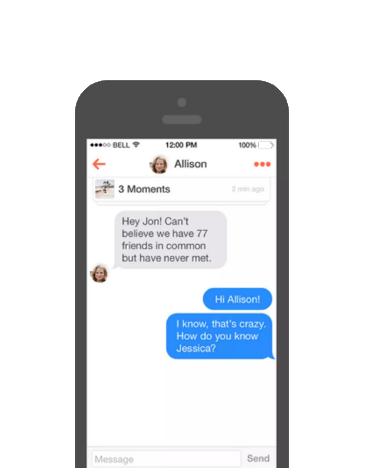 BELL 12:00 PM 100%
Allison
3 Moments 2 min ago
Hey Jon! Can't
believe we have 77
friends in common
but have never met.
Hi Allison!
I know, that's crazy.
How do you know
Jessica?
Message Send